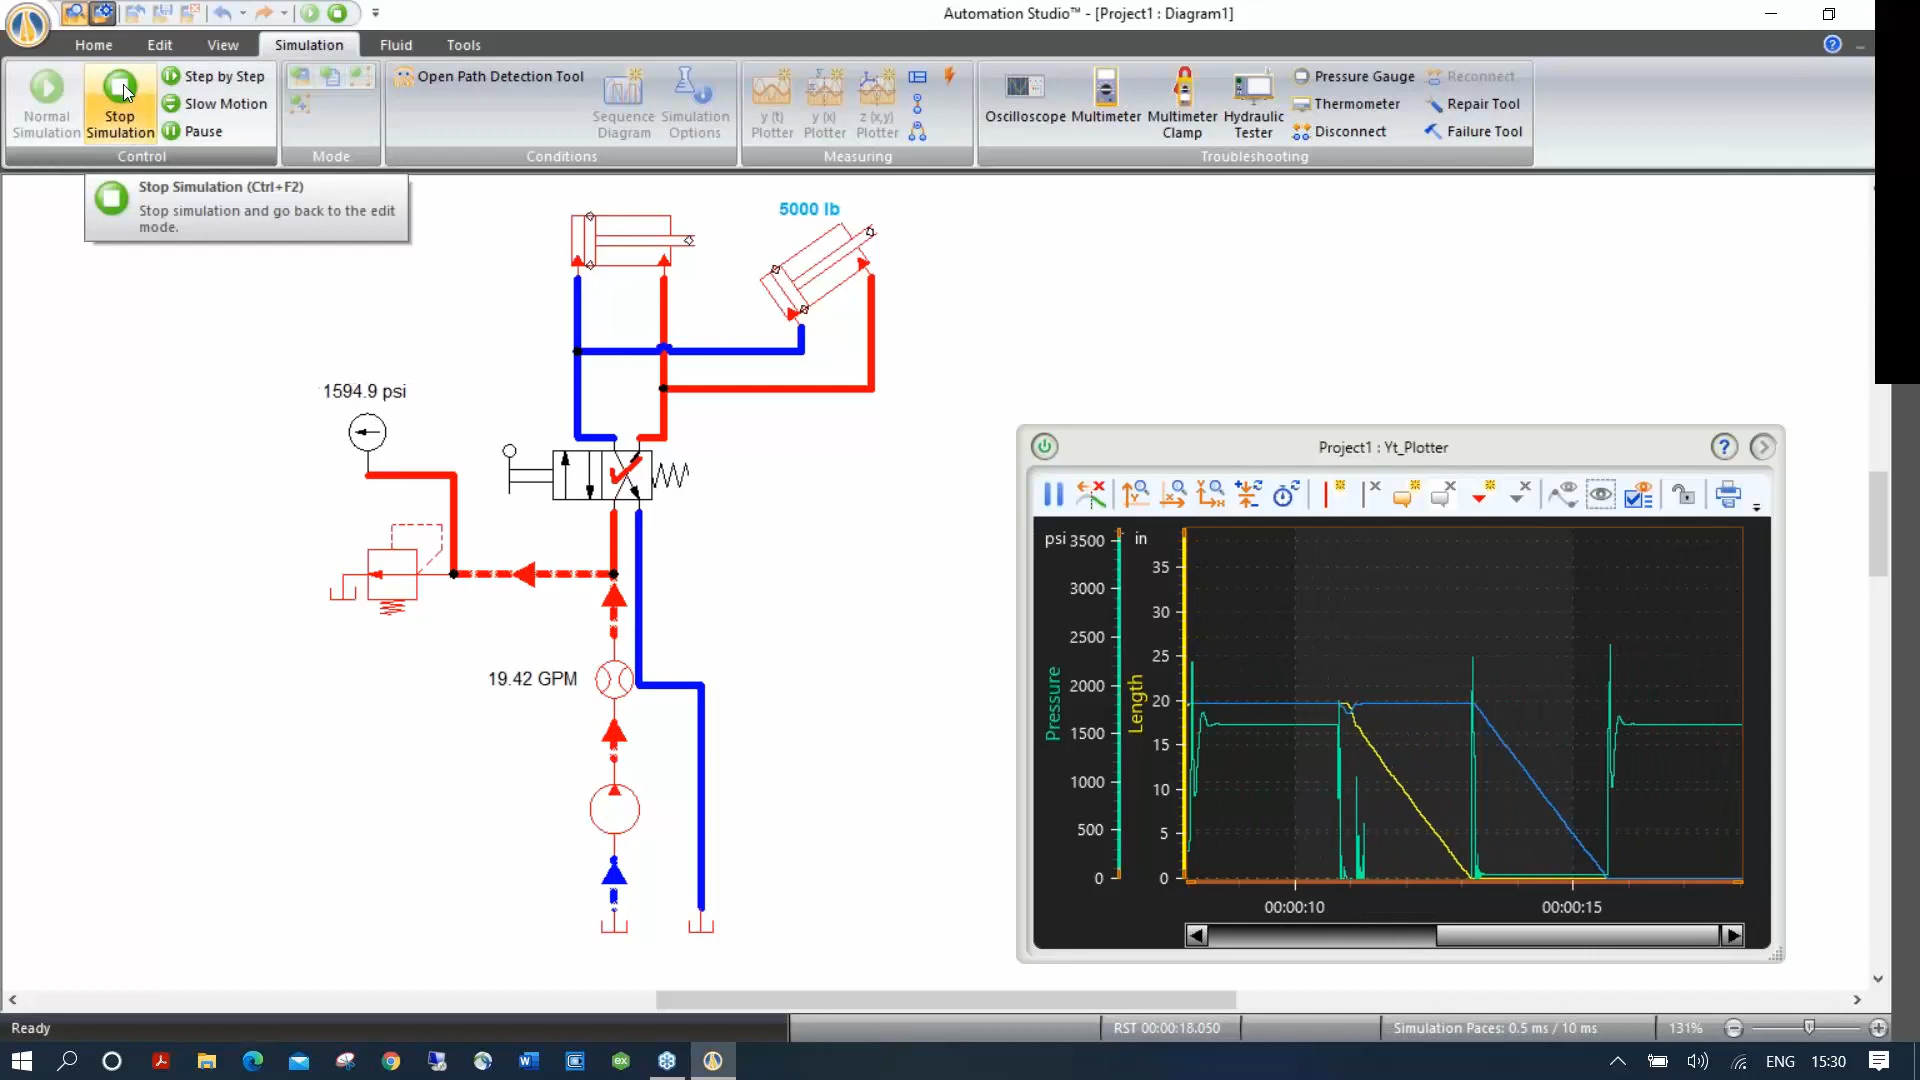 Automation Studio™ - [Project1 : Diagram1]
Home Edit View Simulation Fluid Tools
Normal Simulation
Stop Simulation
Step by Step
Slow Motion
Pause
Control
Mode
Open Path Detection Tool
Sequence Diagram
Simulation Options
Conditions
y (t) Plotter
y (x) Plotter
z (x,y) Plotter
Measuring
Oscilloscope
Multimeter
Multimeter Clamp
Hydraulic Tester
Pressure Gauge
Thermometer
Disconnect
Reconnect
Repair Tool
Failure Tool
Troubleshooting
Stop Simulation (Ctrl+F2)
Stop simulation and go back to the edit
mode.
5000 lb
1594.9 psi
19.42 GPM
Project1 : Yt_Plotter
psi 3500 in
35
3000
30
2500
25
2000
20
1500
15
1000
10
500
5
0 0
Pressure
Length
00:00:10 00:00:15
Ready
RST 00:00:18.050
Simulation Paces: 0.5 ms / 10 ms
131%
ENG 15:30